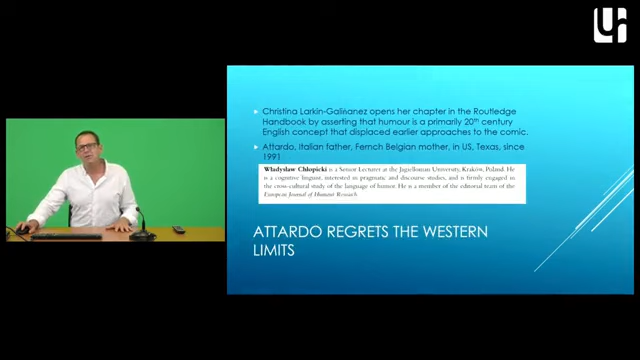 Christina Larkin-Galiñanez opens her chapter in the Routledge
Handbook by asserting that humour is a primarily 20th century
English concept that displaced earlier approaches to the comic.
Attardo, Italian father, Fernch Belgian mother, in US, Texas, since
1991
Władysław Chłopicki is a Senior Lecturer at the Jagiellonian University, Kraków, Poland. He
is a cognitive linguist, interested in pragmatic and discourse studies, and is firmly engaged in
the cross-cultural study of the language of humor. He is a member of the editorial team of the
European Journal of Humour Research.
ATTARDO REGRETS THE WESTERN
LIMITS